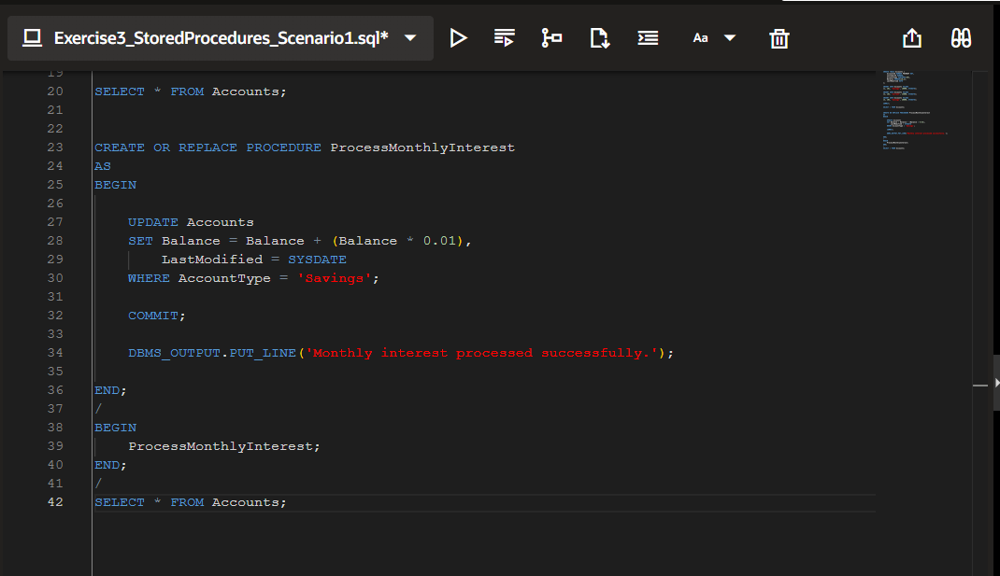 Exercise3_StoredProcedures_Scenario1.sql*
Aa
19
20 SELECT * FROM Accounts;
21
22
23 CREATE OR REPLACE PROCEDURE ProcessMonthlyInterest
24 AS
25 BEGIN
26
27 UPDATE Accounts
28 SET Balance = Balance + (Balance * 0.01),
29 LastModified = SYSDATE
30 WHERE AccountType = 'Savings';
31
32 COMMIT;
33
34 DBMS_OUTPUT.PUT_LINE('Monthly interest processed successfully.');
35
36 END;
37 /
38 BEGIN
39 ProcessMonthlyInterest;
40 END;
41 /
42 SELECT * FROM Accounts;